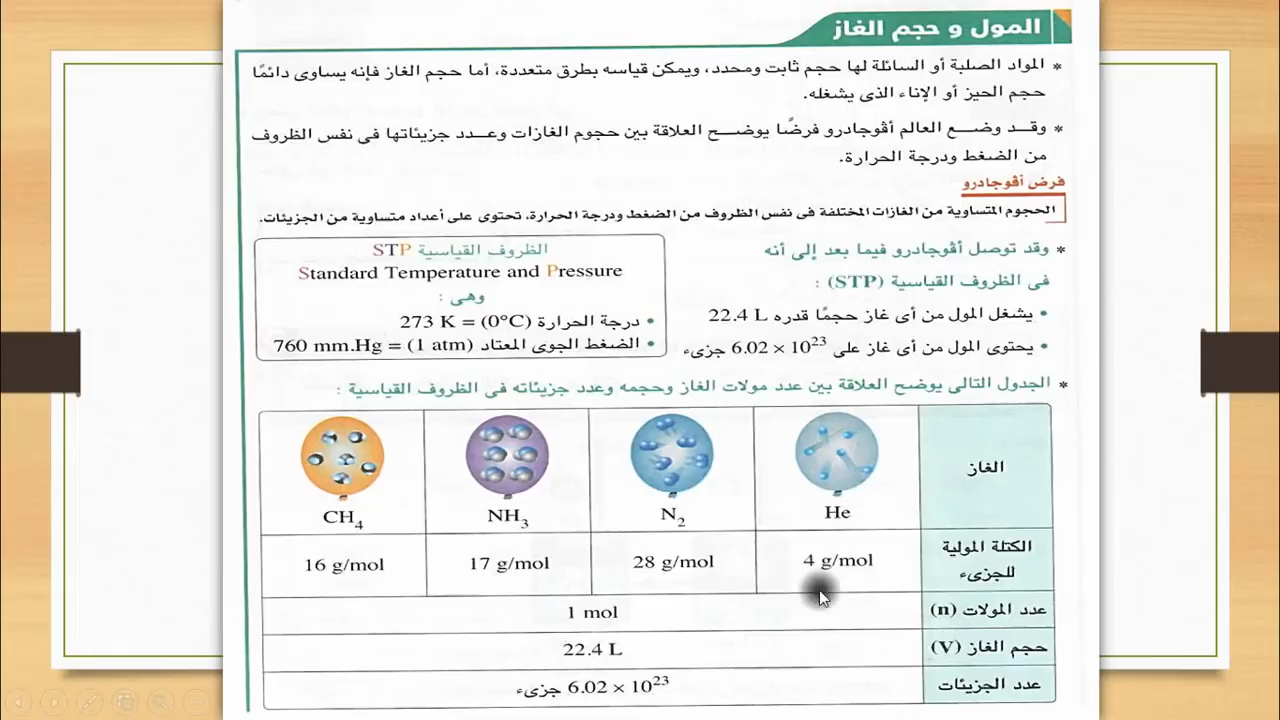 المول و حجم الغاز
* المواد الصلبة أو السائلة لها حجم ثابت ومحدد، ويمكن قياسه بطرق متعددة، أما حجم الغاز فإنه يساوى دائمًا
حجم الحيز أو الإناء الذى يشغله.
* وقـد وضـع العالم أڤوجادرو فرضًا يوضـح العلاقة بين حجوم الغازات وعـدد جزيئاتها فى نفس الظروف
من الضغط ودرجة الحرارة.
فرض أڤوجادرو
الحجوم المتساوية من الغازات المختلفة فى نفس الظروف من الضغط ودرجة الحرارة، تحتوى على أعداد متساوية من الجزيئات.
* وقد توصل أڤوجادرو فيما بعد إلى أنه
فى الظروف القياسية (STP) :
• يشغل المول من أى غاز حجمًا قدره 22.4 L
• يحتوى المول من أى غاز على 6.02 × 10²³ جزىء
الظروف القياسية STP
Standard Temperature and Pressure
وهى :
• درجة الحرارة (0°C) = 273 K
• الضغط الجوى المعتاد (1 atm) = 760 mm.Hg
* الجدول التالى يوضح العلاقة بين عدد مولات الغاز وحجمه وعدد جزيئاته فى الظروف القياسية :
الغاز He N₂ NH₃ CH₄
الكتلة المولية
للجزىء
4 g/mol 28 g/mol 17 g/mol 16 g/mol
عدد المولات (n) 1 mol
حجم الغاز (V) 22.4 L
عدد الجزيئات 6.02 × 10²³ جزىء